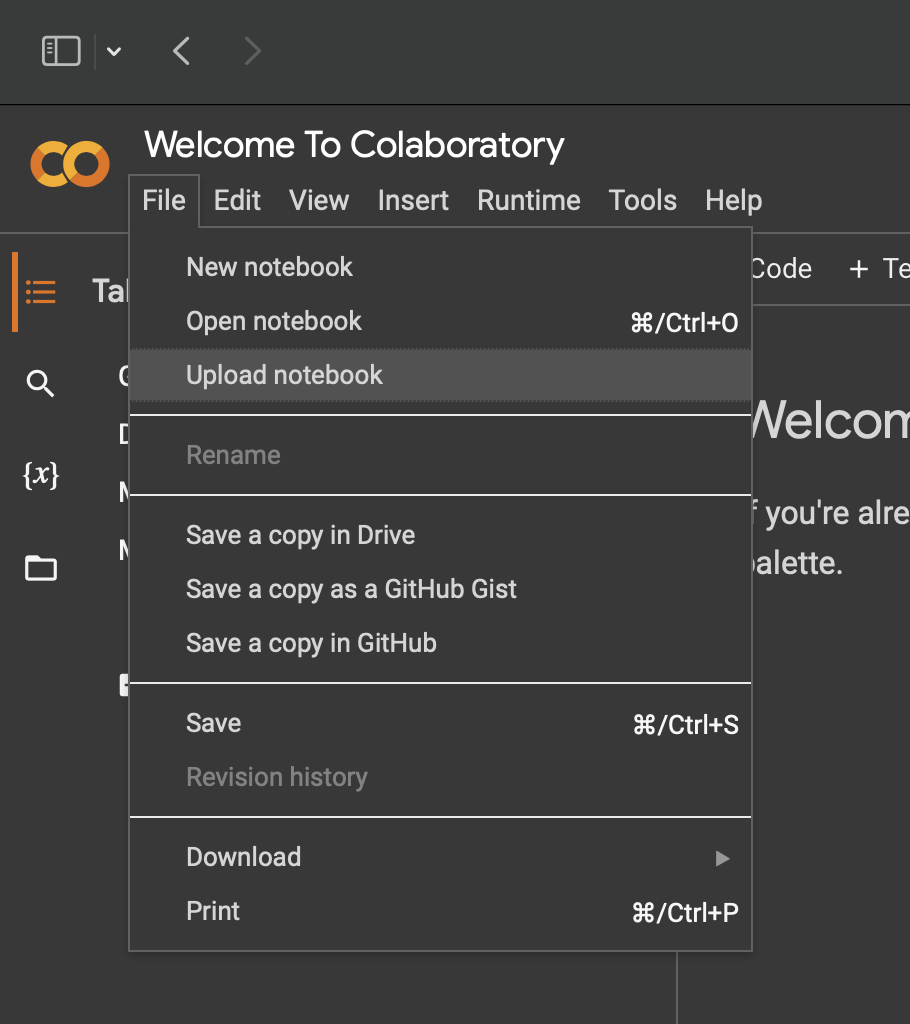 Welcome To Colaboratory
File Edit View Insert Runtime Tools Help
New notebook
Open notebook ⌘/Ctrl+O
Upload notebook
Rename
Save a copy in Drive
Save a copy as a GitHub Gist
Save a copy in GitHub
Save ⌘/Ctrl+S
Revision history
Download
Print ⌘/Ctrl+P
Code + Te
Tal
{x}
Welcom
f you're alre
palette.